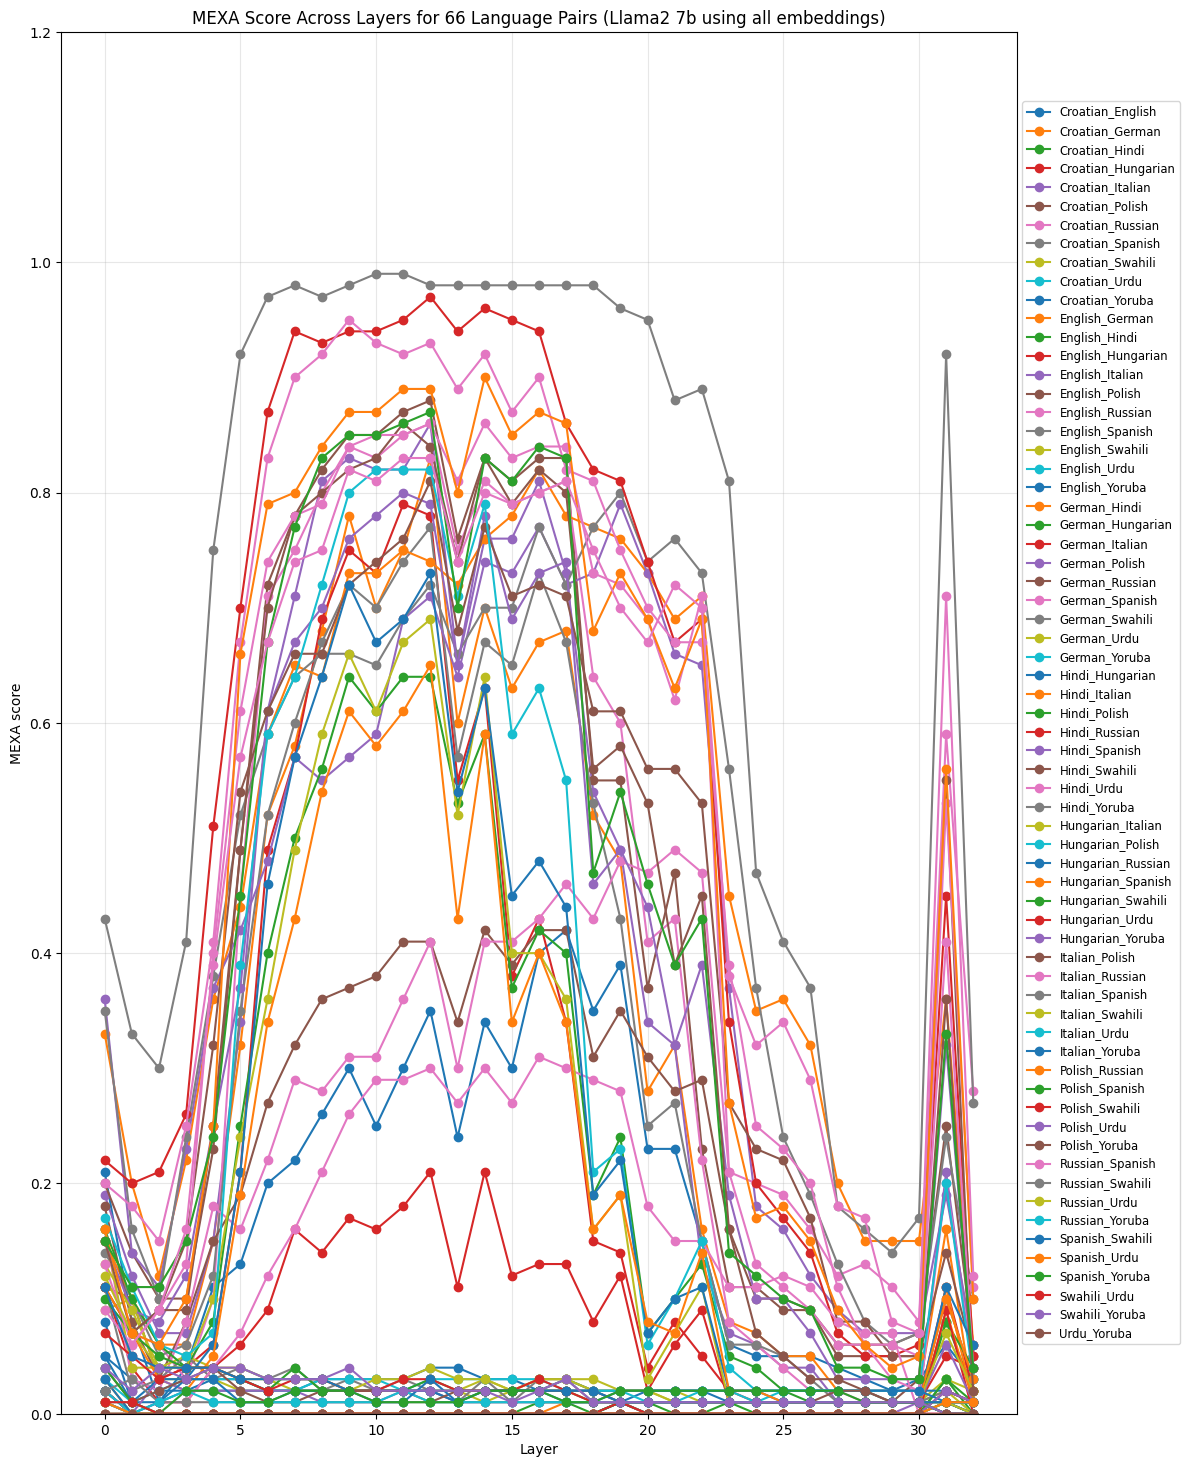 MEXA Score Across Layers for 66 Language Pairs (Llama2 7b using all embeddings)
1.2
1.0
0.8
0.6
0.4
0.2
0.0
MEXA score
0 5 10 15 20 25 30
Layer
Croatian_English
Croatian_German
Croatian_Hindi
Croatian_Hungarian
Croatian_Italian
Croatian_Polish
Croatian_Russian
Croatian_Spanish
Croatian_Swahili
Croatian_Urdu
Croatian_Yoruba
English_German
English_Hindi
English_Hungarian
English_Italian
English_Polish
English_Russian
English_Spanish
English_Swahili
English_Urdu
English_Yoruba
German_Hindi
German_Hungarian
German_Italian
German_Polish
German_Russian
German_Spanish
German_Swahili
German_Urdu
German_Yoruba
Hindi_Hungarian
Hindi_Italian
Hindi_Polish
Hindi_Russian
Hindi_Spanish
Hindi_Swahili
Hindi_Urdu
Hindi_Yoruba
Hungarian_Italian
Hungarian_Polish
Hungarian_Russian
Hungarian_Spanish
Hungarian_Swahili
Hungarian_Urdu
Hungarian_Yoruba
Italian_Polish
Italian_Russian
Italian_Spanish
Italian_Swahili
Italian_Urdu
Italian_Yoruba
Polish_Russian
Polish_Spanish
Polish_Swahili
Polish_Urdu
Polish_Yoruba
Russian_Spanish
Russian_Swahili
Russian_Urdu
Russian_Yoruba
Spanish_Swahili
Spanish_Urdu
Spanish_Yoruba
Swahili_Urdu
Swahili_Yoruba
Urdu_Yoruba